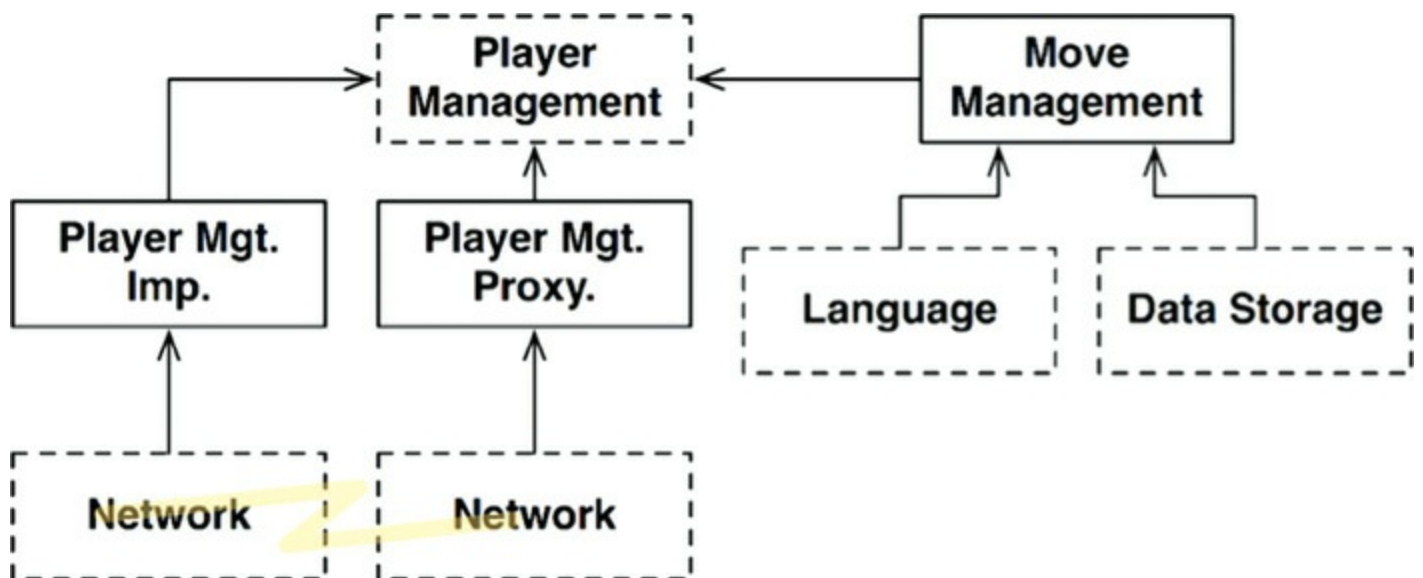 Player
Management
Move
Management
Player Mgt.
Imp.
Player Mgt.
Proxy.
Language
Data Storage
Network
Network